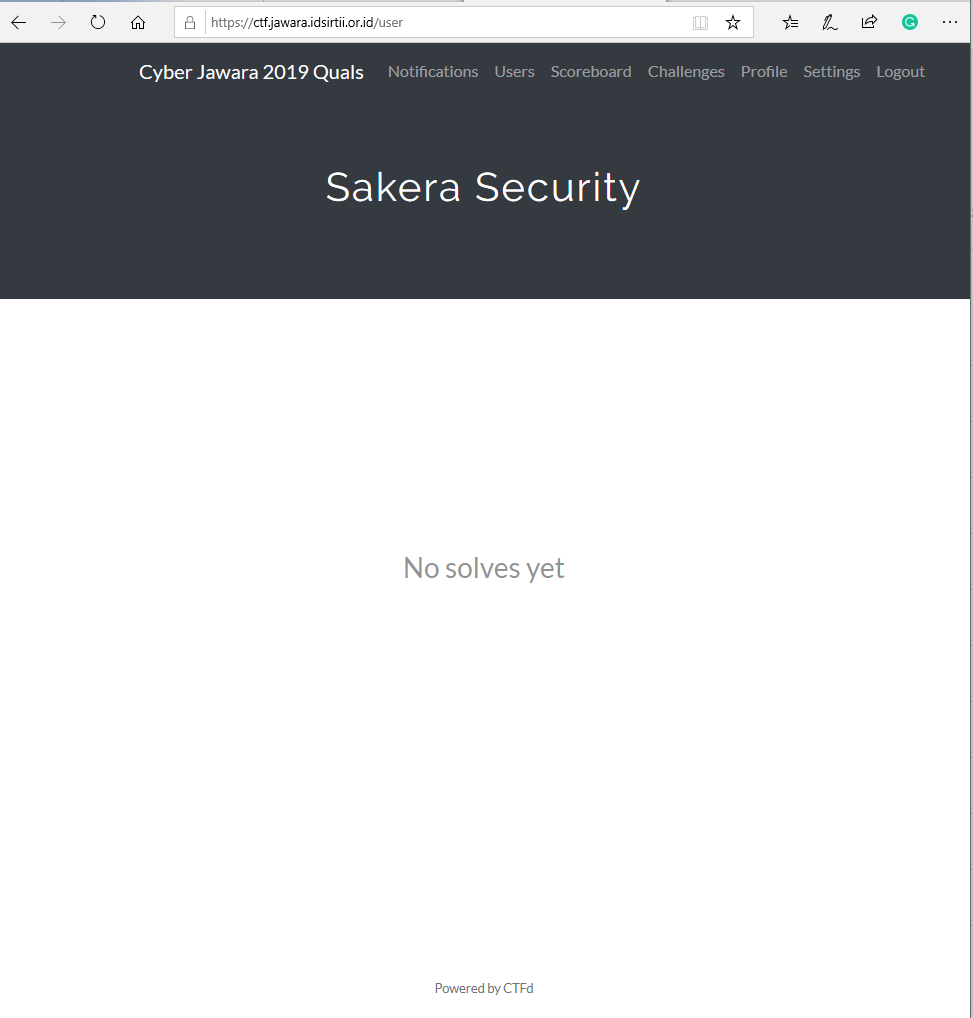 https://ctf.jawara.idsirtii.or.id/user
Cyber Jawara 2019 Quals Notifications Users Scoreboard Challenges Profile Settings Logout
Sakera Security
No solves yet
Powered by CTFd